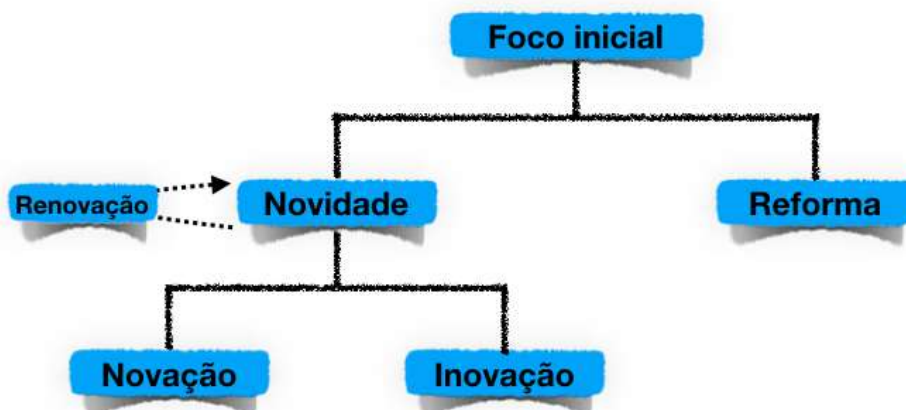 Foco inicial
Renovação
Novidade
Reforma
Novação
Inovação